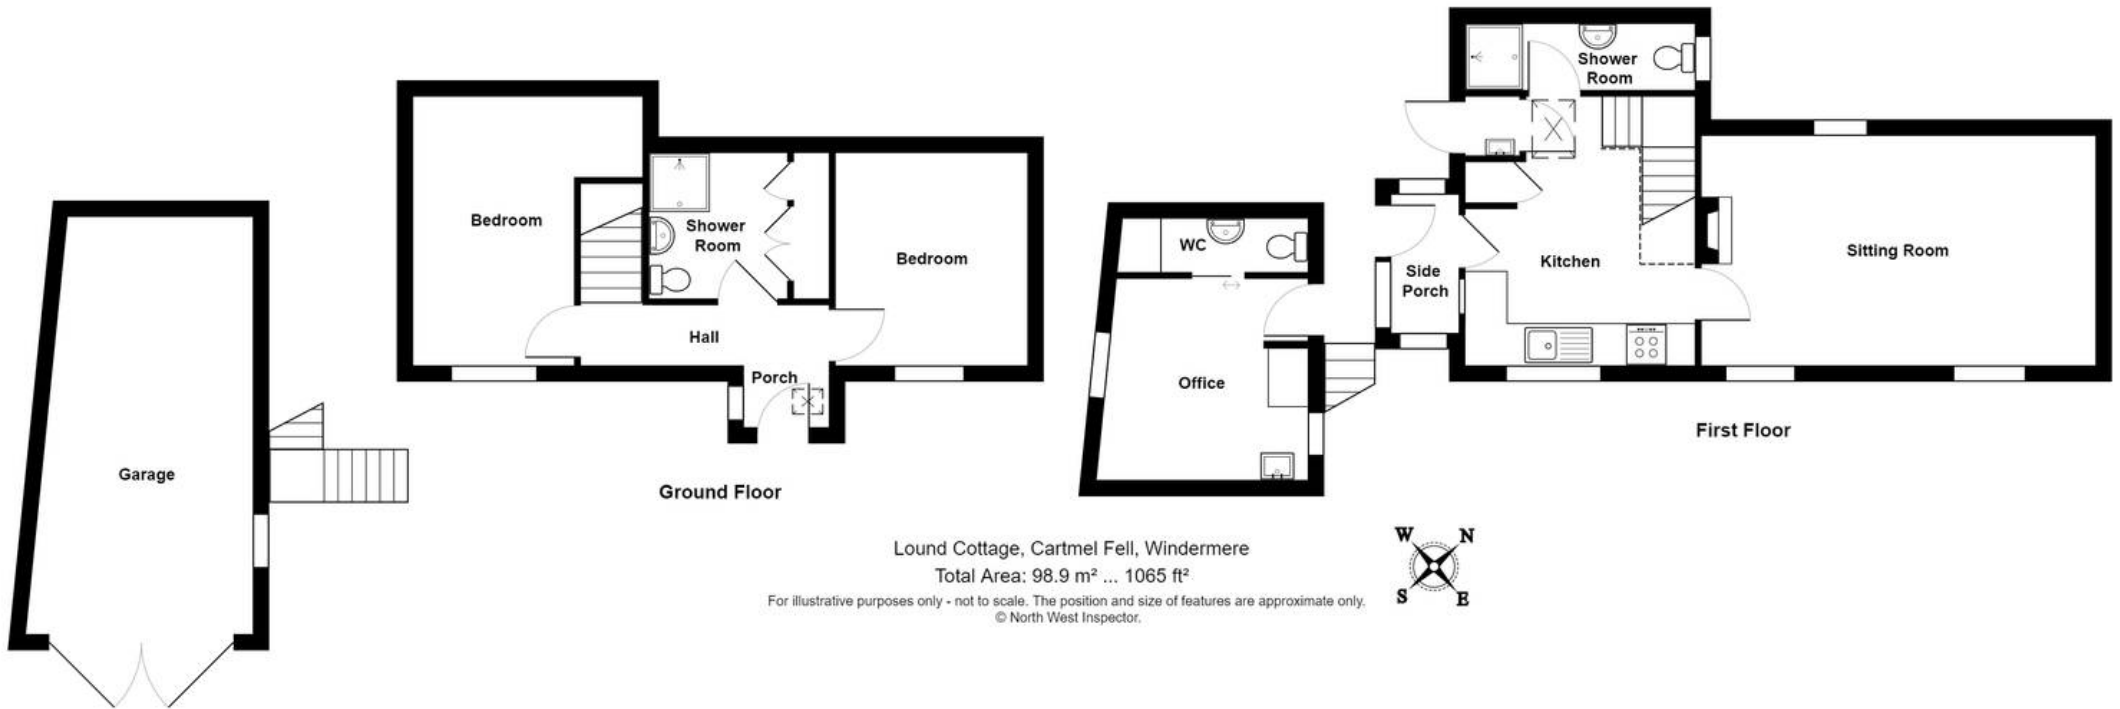 Garage
Bedroom
Shower
Room
Bedroom
Hall
Porch
Ground Floor
WC
Office
Side
Porch
Shower
Room
Kitchen
Sitting Room
First Floor
Lound Cottage, Cartmel Fell, Windermere
Total Area: 98.9 m² ... 1065 ft²
For illustrative purposes only - not to scale. The position and size of features are approximate only.
© North West Inspector.
W N
S E